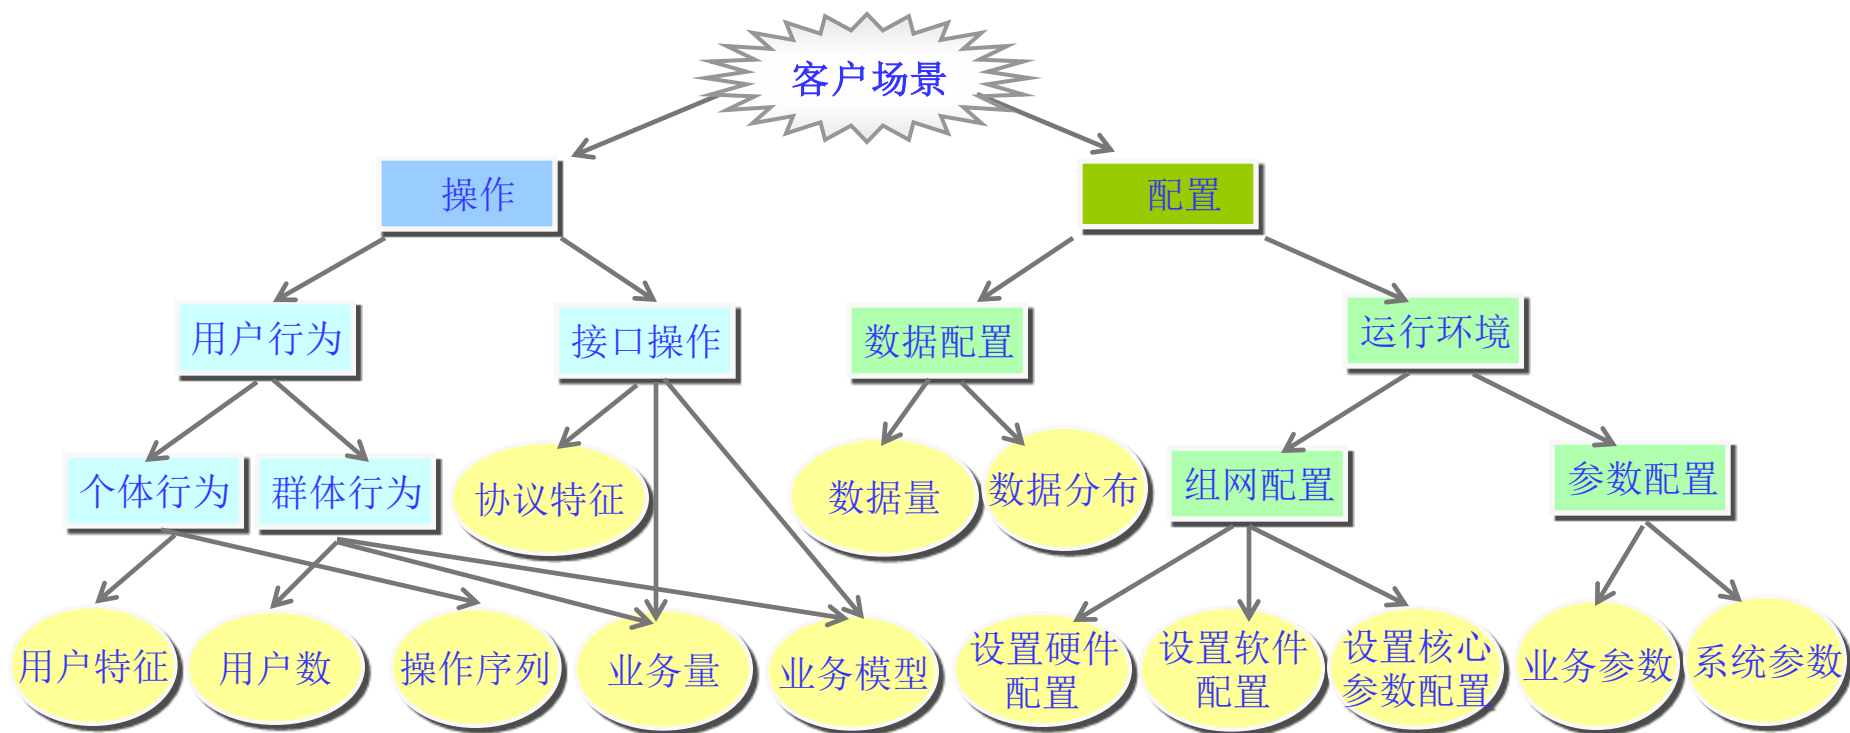 客户场景
操作
配置
用户行为
接口操作
数据配置
运行环境
个体行为
群体行为
协议特征
数据量
数据分布
组网配置
参数配置
用户特征
用户数
操作序列
业务量
业务模型
设置硬件
配置
设置软件
配置
设置核心
参数配置
业务参数
系统参数